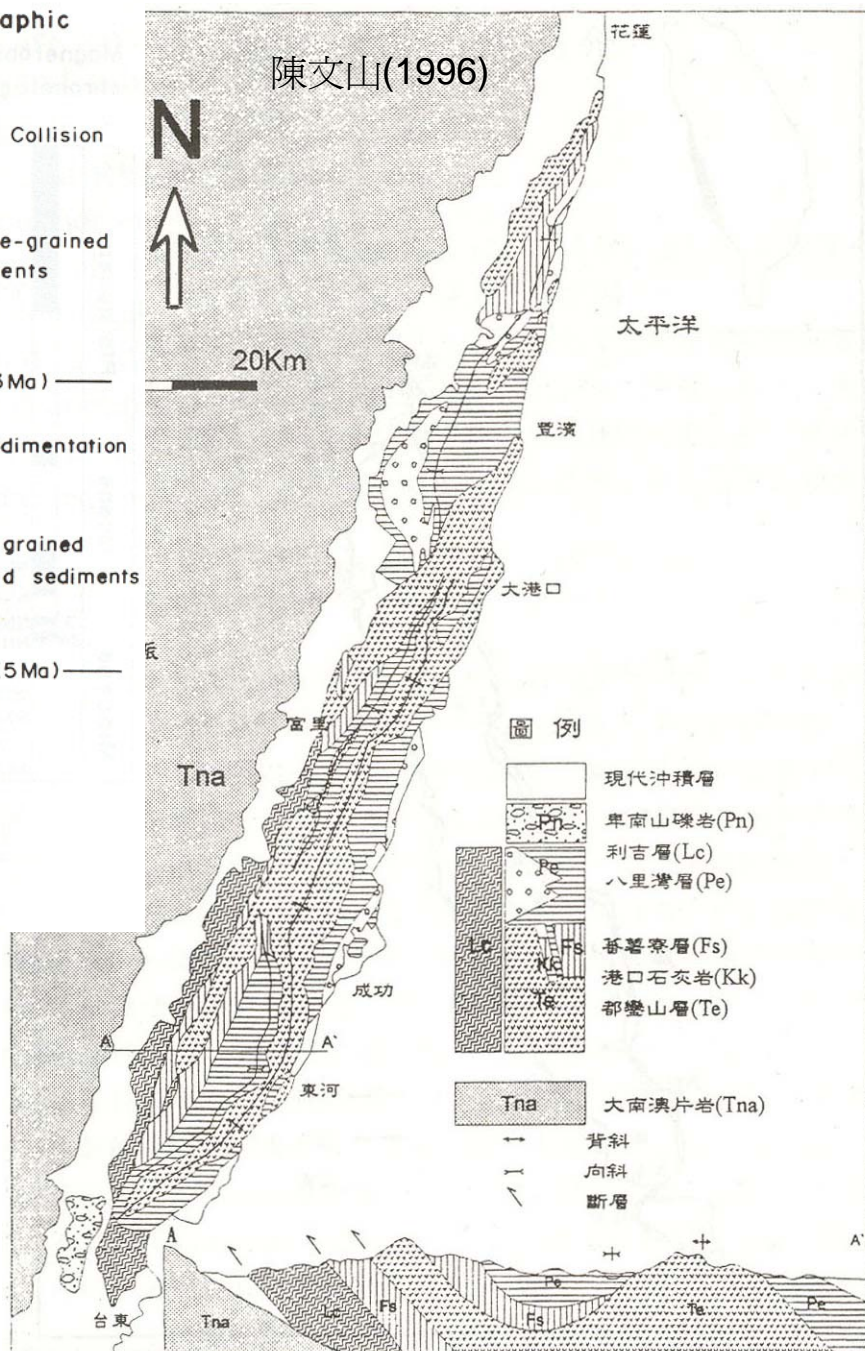 aphic
陳文山(1996)
花蓮
Collision
N
e-grained
ents
太平洋
20Km
Ma)
豐濱
dimentation
grained
d sediments
大港口
5 Ma)
富里
Tna
圖 例
現代沖積層
Pn
卑南山礫岩(Pn)
利吉層(Lc)
Pe
八里灣層(Pe)
Lc
Fs
蕃薯寮層(Fs)
Kk
港口石灰岩(Kk)
Te
都巒山層(Te)
成功
A
A'
東河
Tna
大南澳片岩(Tna)
背斜
向斜
斷層
台東
A
A'
Tna
Lc
Fs
Pe
Fs
Te
Pe